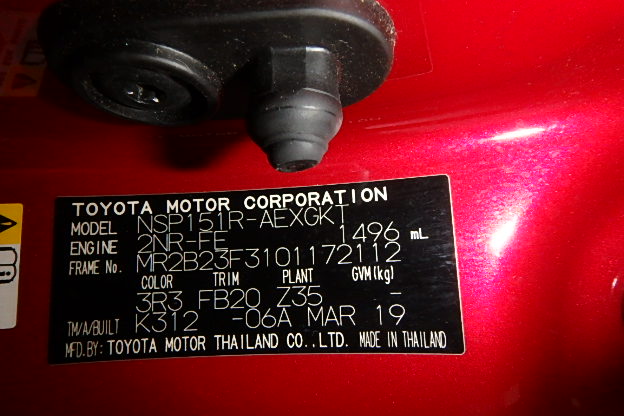 TOYOTA MOTOR CORPORATION
MODEL NSP151R-AEXGKT
ENGINE 2NR-FE 1496 mL
FRAME No. MR2B23F3101172112
COLOR TRIM PLANT GVM(kg)
3R3 FB20 Z35 -
TM/A/BUILT K312 -06A MAR 19
MFD.BY: TOYOTA MOTOR THAILAND CO.,LTD. MADE IN THAILAND